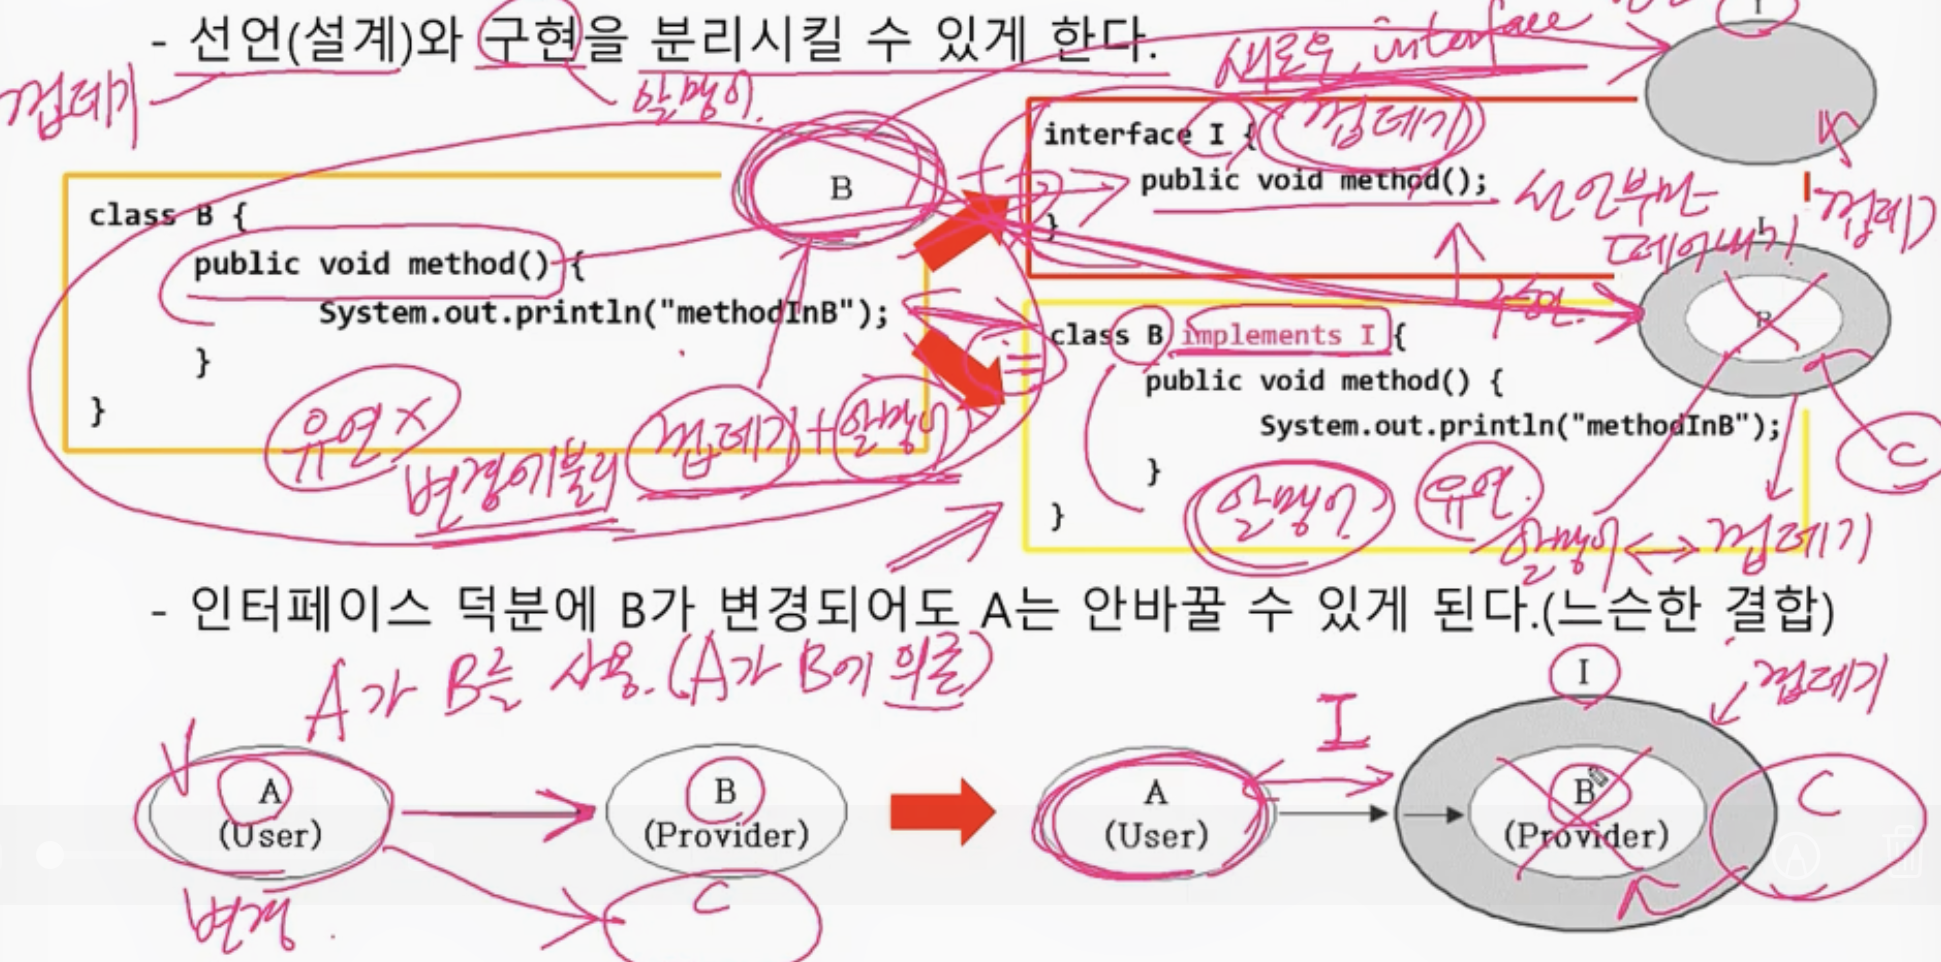 - 선언(설계)와 구현을 분리시킬 수 있게 한다.
껍데기
알맹이.
새로운 interface
I
class B {
public void method() {
System.out.println("methodInB");
}
}
B
유연 X
변경에 불리
껍데기 + 알맹이
interface I { 껍데기
public void method();
}
선언부만
떼어내기
껍데기
구현.
I
B
class B implements I {
public void method() {
System.out.println("methodInB");
}
}
알맹이.
유연.
알맹이 ↔ 껍데기
C
- 인터페이스 덕분에 B가 변경되어도 A는 안바꿀 수 있게 된다.(느슨한 결합)
A가 B를 사용. (A가 B에 의존)
A
(User)
변경
B
(Provider)
C
A
(User)
I
I
껍데기
B
(Provider)
C